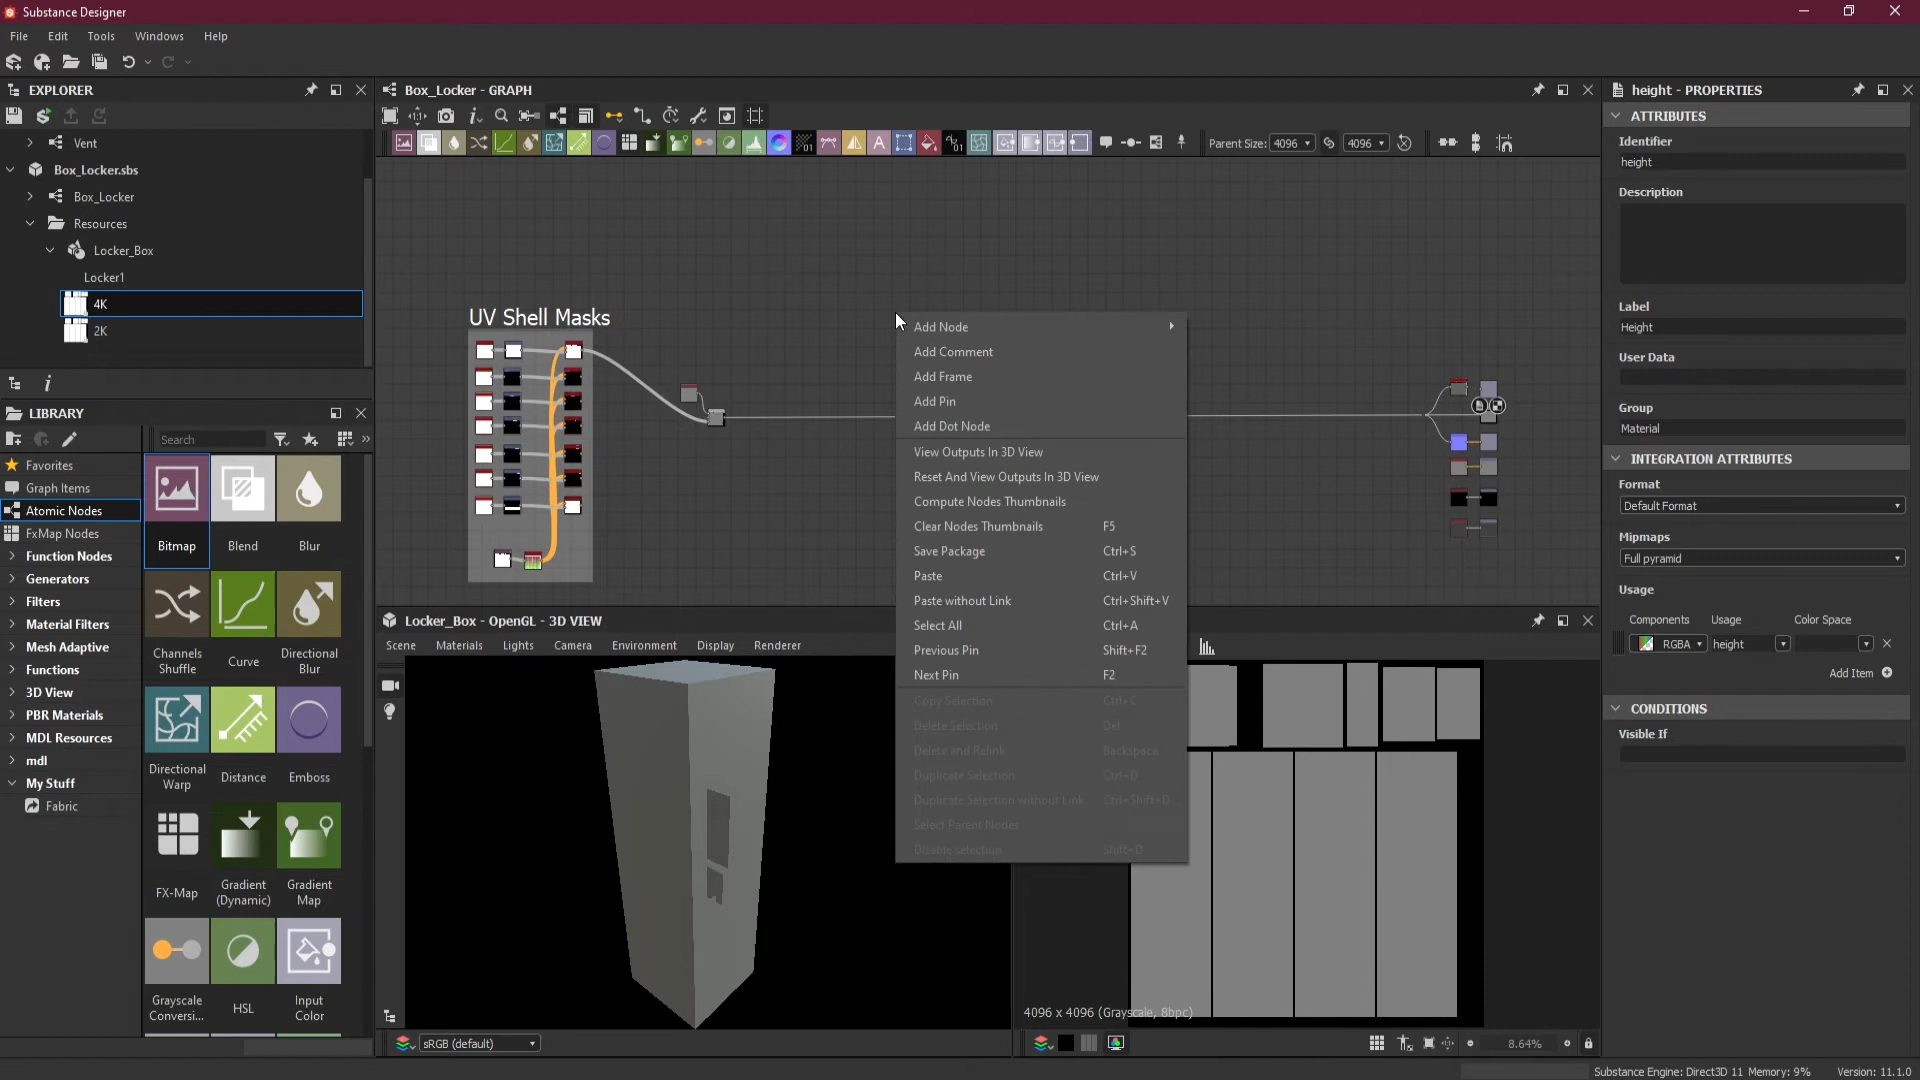 Substance Designer
File Edit Tools Windows Help
EXPLORER
Vent
Box_Locker.sbs
Box_Locker
Resources
Locker_Box
Locker1
4K
2K
LIBRARY
Search
Favorites
Graph Items
Atomic Nodes
FxMap Nodes
Function Nodes
Generators
Filters
Material Filters
Mesh Adaptive
Functions
3D View
PBR Materials
MDL Resources
mdl
My Stuff
Fabric
Bitmap Blend Blur
Channels Shuffle
Curve
Directional Blur
Directional Warp
Distance
Emboss
FX-Map
Gradient (Dynamic)
Gradient Map
Grayscale Conversi...
HSL
Input Color
Box_Locker - GRAPH
Parent Size: 4096 4096
UV Shell Masks
Add Node
Add Comment
Add Frame
Add Pin
Add Dot Node
View Outputs In 3D View
Reset And View Outputs In 3D View
Compute Nodes Thumbnails
Clear Nodes Thumbnails F5
Save Package Ctrl+S
Paste Ctrl+V
Paste without Link Ctrl+Shift+V
Select All Ctrl+A
Previous Pin Shift+F2
Next Pin F2
Copy Selection Ctrl+C
Delete Selection Del
Delete and Relink Backspace
Duplicate Selection Ctrl+D
Duplicate Selection without Link Ctrl+Shift+D
Select Parent Nodes
Disable selection Shift+D
Locker_Box - OpenGL - 3D VIEW
Scene Materials Lights Camera Environment Display Renderer
sRGB (default)
4096 x 4096 (Grayscale, 8bpc)
8.64%
height - PROPERTIES
ATTRIBUTES
Identifier
height
Description
Label
Height
User Data
Group
Material
INTEGRATION ATTRIBUTES
Format
Default Format
Mipmaps
Full pyramid
Usage
Components Usage Color Space
RGBA height
Add Item
CONDITIONS
Visible If
Substance Engine: Direct3D 11 Memory: 9% Version: 11.1.0